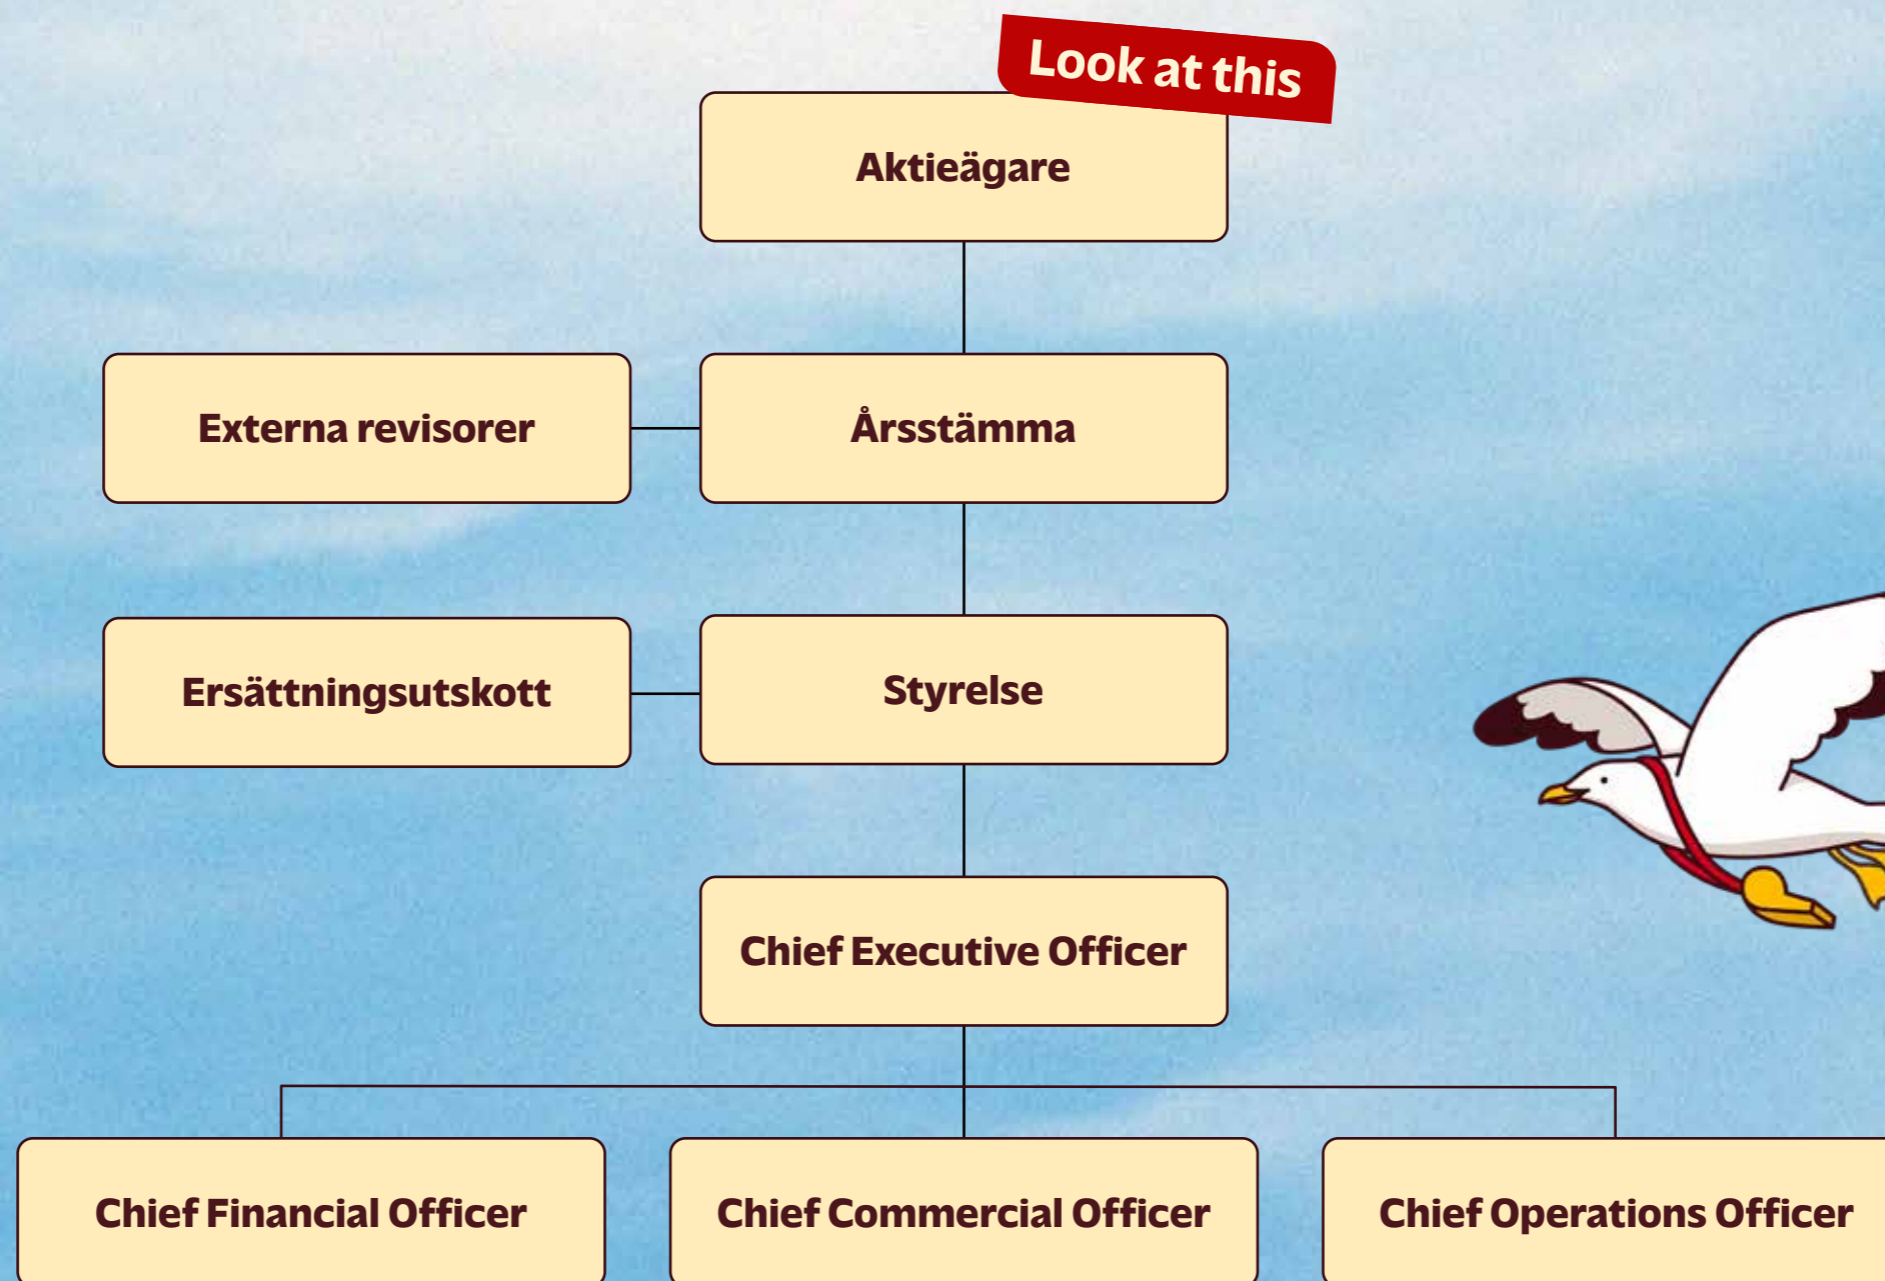 Look at this
Aktieägare
Externa revisorer
Årsstämma
Ersättningsutskott
Styrelse
Chief Executive Officer
Chief Financial Officer
Chief Commercial Officer
Chief Operations Officer